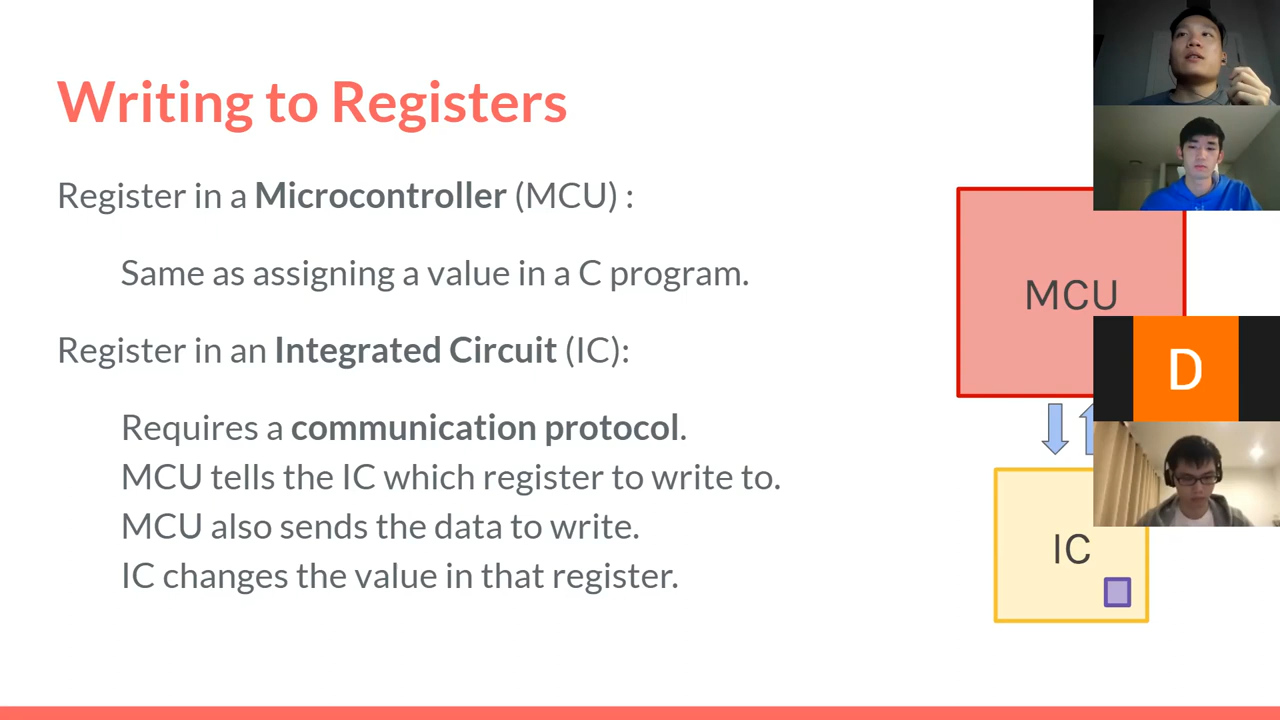 Writing to Registers
Register in a Microcontroller (MCU) :
Same as assigning a value in a C program.
Register in an Integrated Circuit (IC):
Requires a communication protocol.
MCU tells the IC which register to write to.
MCU also sends the data to write.
IC changes the value in that register.
MCU
D
IC